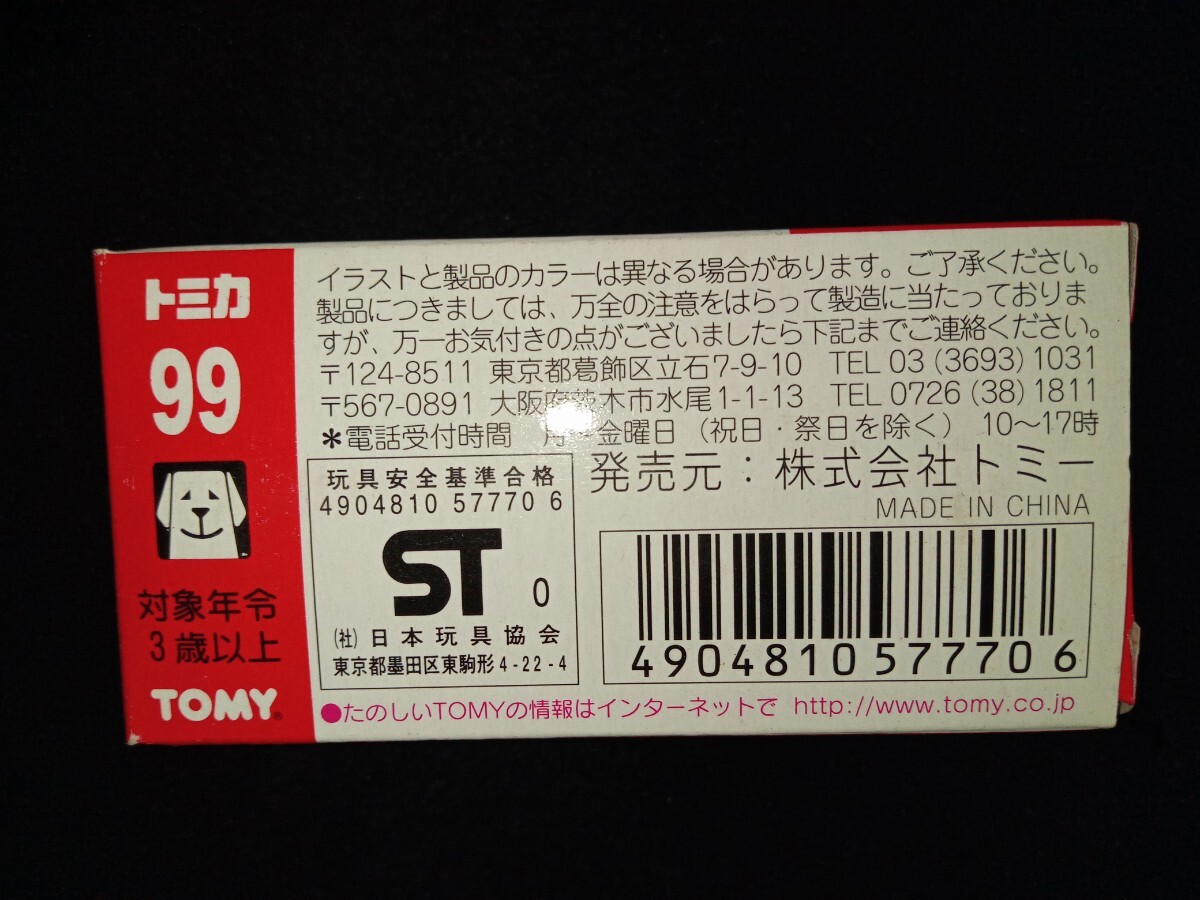 トミカ
99
対象年令
3歳以上
TOMY
イラストと製品のカラーは異なる場合があります。ご了承ください。
製品につきましては、万全の注意をはらって製造に当たっておりま
すが、万一お気付きの点がございましたら下記までご連絡ください。
〒124-8511 東京都葛飾区立石7-9-10 TEL 03 (3693) 1031
〒567-0891 大阪府茨木市水尾1-1-13 TEL 0726 (38) 1811
＊電話受付時間 月～金曜日（祝日・祭日を除く） 10～17時
玩具安全基準合格
4904810 57770 6
ST 0
（社）日本玩具協会
東京都墨田区東駒形4-22-4
発売元：株式会社トミー
MADE IN CHINA
4904810577706
●たのしいTOMYの情報はインターネットで http://www.tomy.co.jp